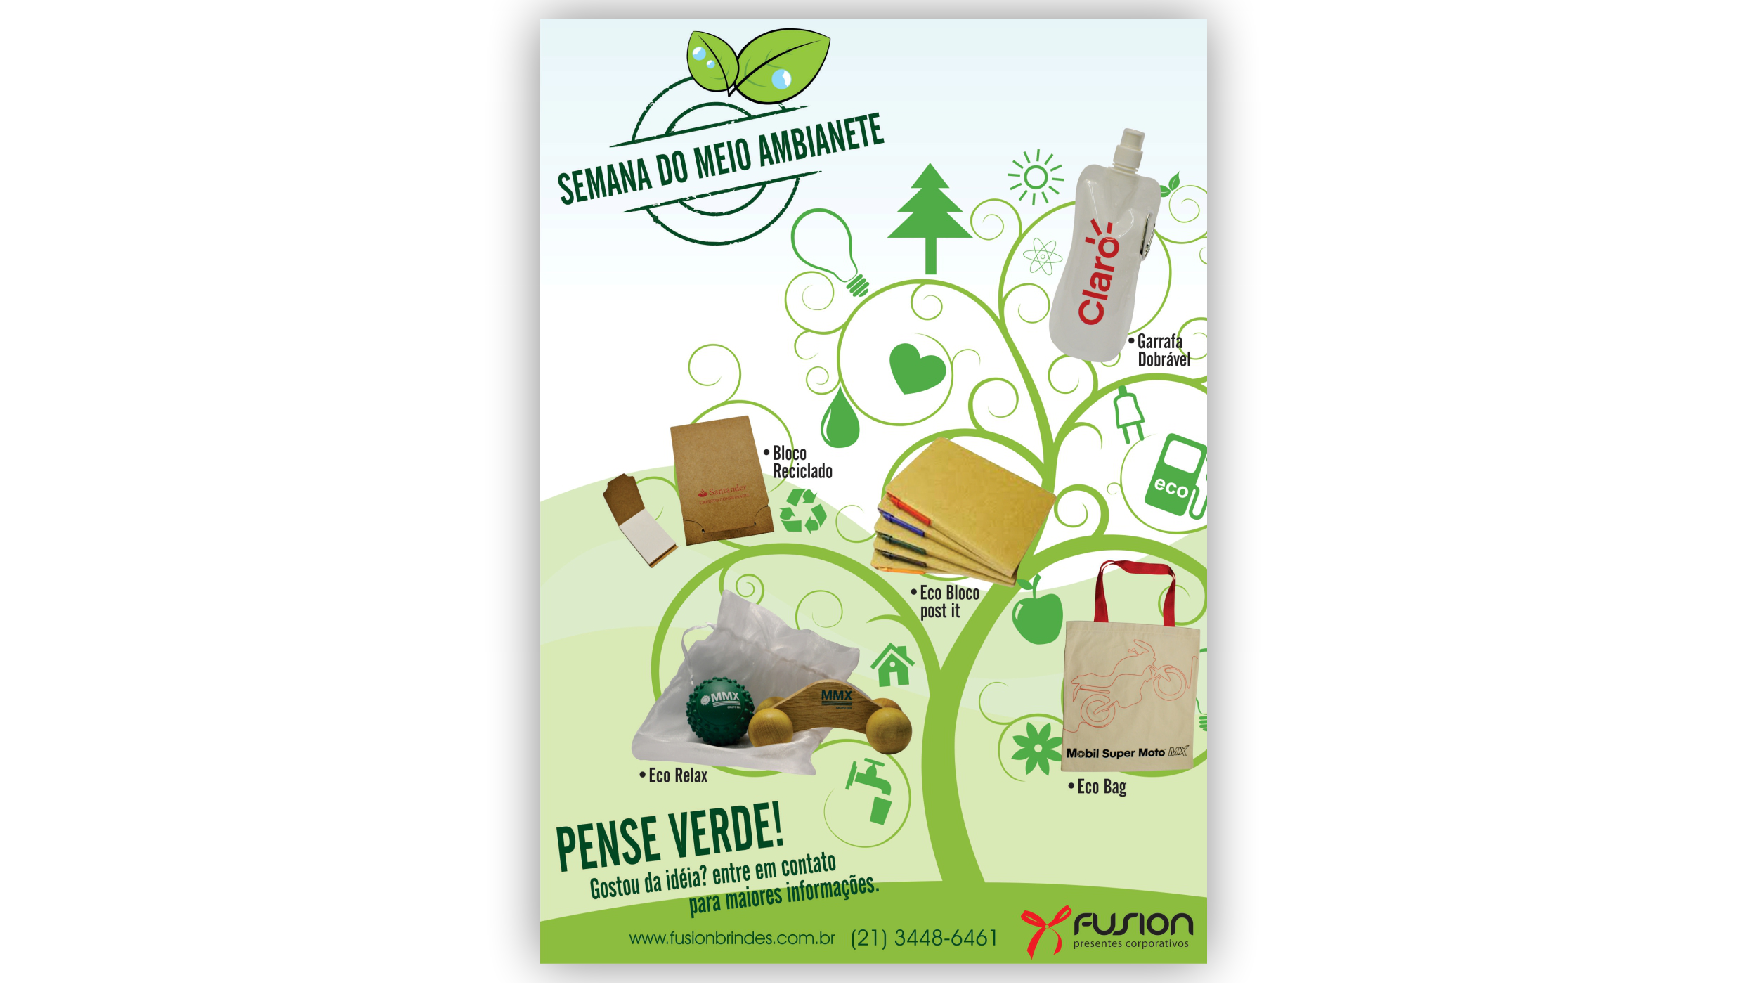 SEMANA DO MEIO AMBIANETE
Claro
• Garrafa
Dobrável
• Bloco
Reciclado
Santander
eco
• Eco Bloco
post it
MMX
MMX
Mobil Super Moto MX
• Eco Relax
• Eco Bag
PENSE VERDE!
Gostou da idéia? entre em contato
para maiores informações.
www.fusionbrindes.com.br (21) 3448-6461
FUSION
presentes corporativos